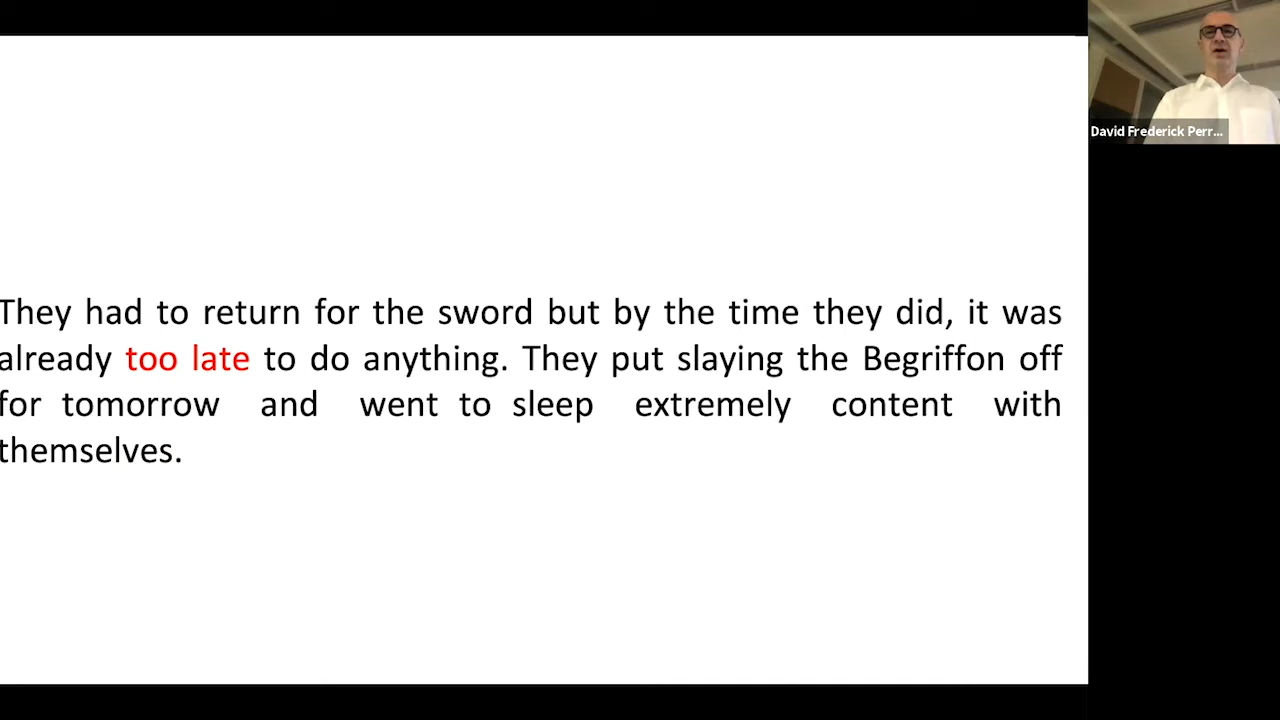 They had to return for the sword but by the time they did, it was
already too late to do anything. They put slaying the Begriffon off
for tomorrow and went to sleep extremely content with
themselves.
David Frederick Perr...